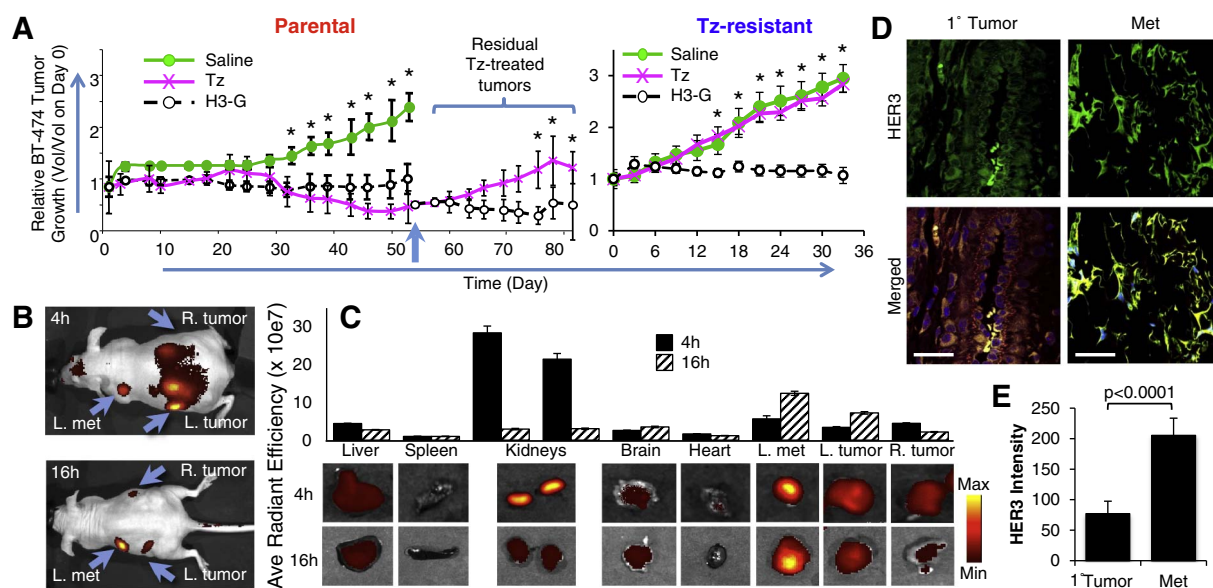 A
Parental
Tz-resistant
Relative BT-474 Tumor
Growth (Vol/Vol on Day 0)
3
2
1
0
Saline
Tz
H3-G
* * * * * * *
Residual
Tz-treated
tumors
* * *
0 10 20 30 40 50 60 70 80
3
2
1
0
Saline
Tz
H3-G
* * * * * * *
0 6 12 18 24 30 36
Time (Day)
B
4h
R. tumor
L. met
L. tumor
16h
R. tumor
L. met
L. tumor
C
Ave Radiant Efficiency (x 10e7)
30
20
10
0
4h
16h
Liver Spleen Kidneys Brain Heart L. met L. tumor R. tumor
4h
16h
Max
Min
D
1˚ Tumor
Met
HER3
Merged
E
HER3 Intensity
250
200
150
100
50
0
p<0.0001
1˚Tumor
Met